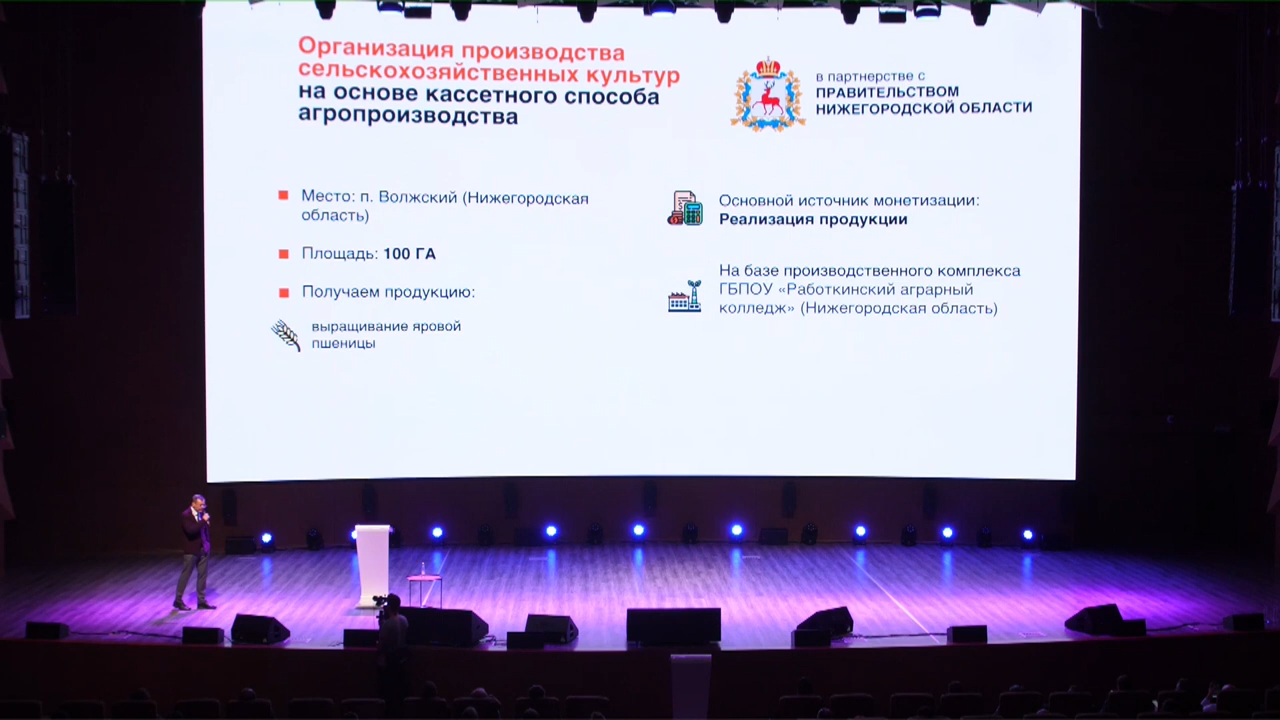 Организация производства
сельскохозяйственных культур
на основе кассетного способа
агропроизводства
в партнерстве с
ПРАВИТЕЛЬСТВОМ
НИЖЕГОРОДСКОЙ ОБЛАСТИ
Место: п. Волжский (Нижегородская
область)
Площадь: 100 ГА
Получаем продукцию:
выращивание яровой
пшеницы
Основной источник монетизации:
Реализация продукции
На базе производственного комплекса
ГБПОУ «Работкинский аграрный
колледж» (Нижегородская область)